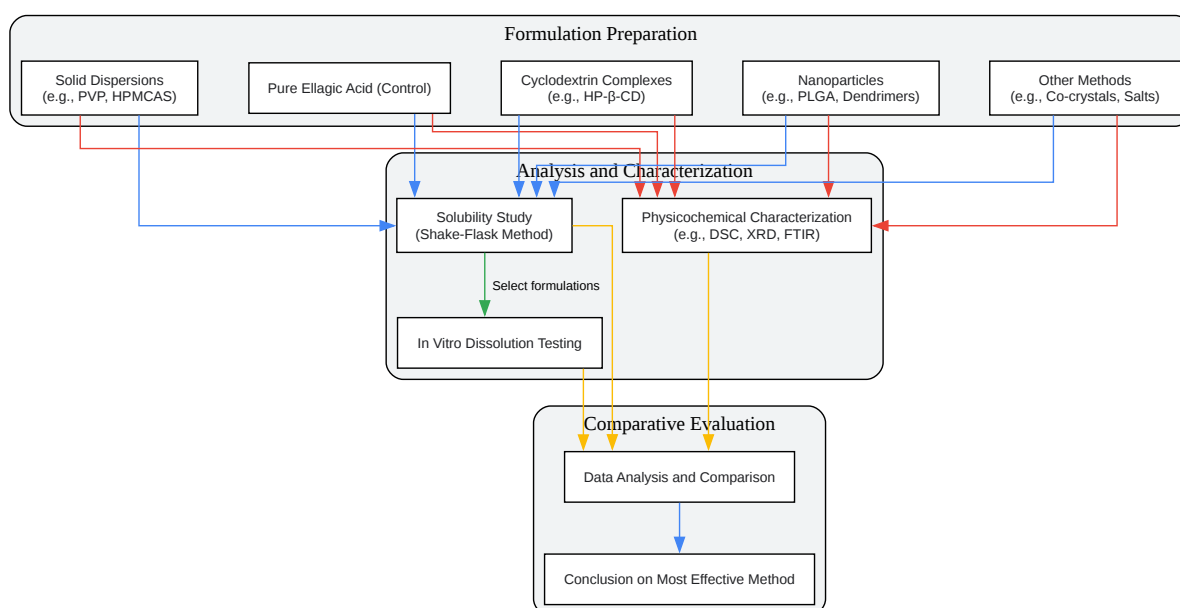 Formulation Preparation
Solid Dispersions
(e.g., PVP, HPMCAS)
Pure Ellagic Acid (Control)
Cyclodextrin Complexes
(e.g., HP-β-CD)
Nanoparticles
(e.g., PLGA, Dendrimers)
Other Methods
(e.g., Co-crystals, Salts)
Analysis and Characterization
Solubility Study
(Shake-Flask Method)
Physicochemical Characterization
(e.g., DSC, XRD, FTIR)
Select formulations
In Vitro Dissolution Testing
Comparative Evaluation
Data Analysis and Comparison
Conclusion on Most Effective Method